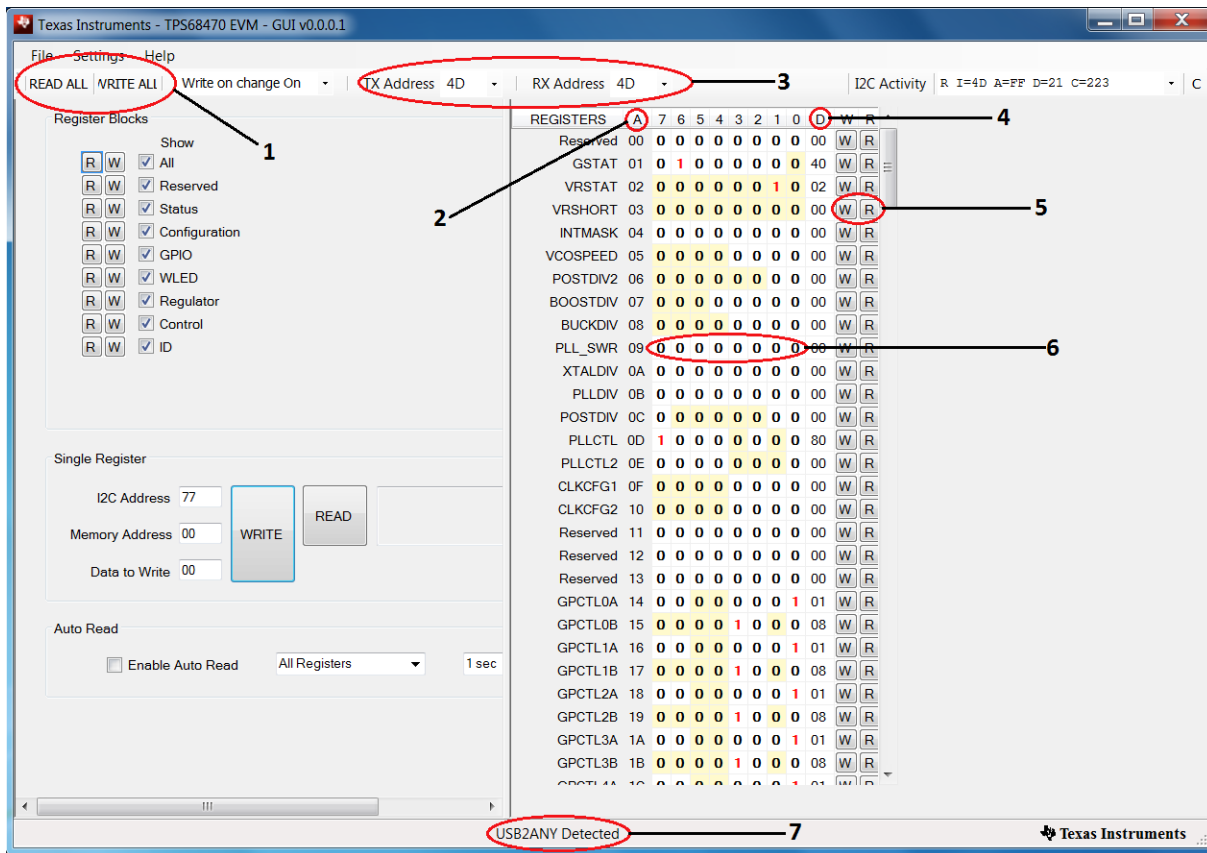 Texas Instruments - TPS68470 EVM - GUI v0.0.0.1
File Settings Help
READ ALL WRITE ALL Write on change On TX Address 4D RX Address 4D 3 I2C Activity R I=4D A=FF D=21 C=223 C
Register Blocks
Show
1
R W All
R W Reserved
R W Status
R W Configuration
R W GPIO
R W WLED
R W Regulator
R W Control
R W ID
Single Register
I2C Address 77
Memory Address 00
Data to Write 00
WRITE
READ
Auto Read
Enable Auto Read All Registers 1 sec
REGISTERS A 7 6 5 4 3 2 1 0 D W R 4
Reserved 00 0 0 0 0 0 0 0 0 00 W R
GSTAT 01 0 1 0 0 0 0 0 0 40 W R
VRSTAT 02 0 0 0 0 0 0 1 0 02 W R
2 VRSHORT 03 0 0 0 0 0 0 0 0 00 W R 5
INTMASK 04 0 0 0 0 0 0 0 0 00 W R
VCOSPEED 05 0 0 0 0 0 0 0 0 00 W R
POSTDIV2 06 0 0 0 0 0 0 0 0 00 W R
BOOSTDIV 07 0 0 0 0 0 0 0 0 00 W R
BUCKDIV 08 0 0 0 0 0 0 0 0 00 W R
PLL_SWR 09 0 0 0 0 0 0 0 0 00 W R 6
XTALDIV 0A 0 0 0 0 0 0 0 0 00 W R
PLLDIV 0B 0 0 0 0 0 0 0 0 00 W R
POSTDIV 0C 0 0 0 0 0 0 0 0 00 W R
PLLCTL 0D 1 0 0 0 0 0 0 0 80 W R
PLLCTL2 0E 0 0 0 0 0 0 0 0 00 W R
CLKCFG1 0F 0 0 0 0 0 0 0 0 00 W R
CLKCFG2 10 0 0 0 0 0 0 0 0 00 W R
Reserved 11 0 0 0 0 0 0 0 0 00 W R
Reserved 12 0 0 0 0 0 0 0 0 00 W R
Reserved 13 0 0 0 0 0 0 0 0 00 W R
GPCTL0A 14 0 0 0 0 0 0 0 1 01 W R
GPCTL0B 15 0 0 0 0 1 0 0 0 08 W R
GPCTL1A 16 0 0 0 0 0 0 0 1 01 W R
GPCTL1B 17 0 0 0 0 1 0 0 0 08 W R
GPCTL2A 18 0 0 0 0 0 0 0 1 01 W R
GPCTL2B 19 0 0 0 0 1 0 0 0 08 W R
GPCTL3A 1A 0 0 0 0 0 0 0 1 01 W R
GPCTL3B 1B 0 0 0 0 1 0 0 0 08 W R
USB2ANY Detected 7 Texas Instruments